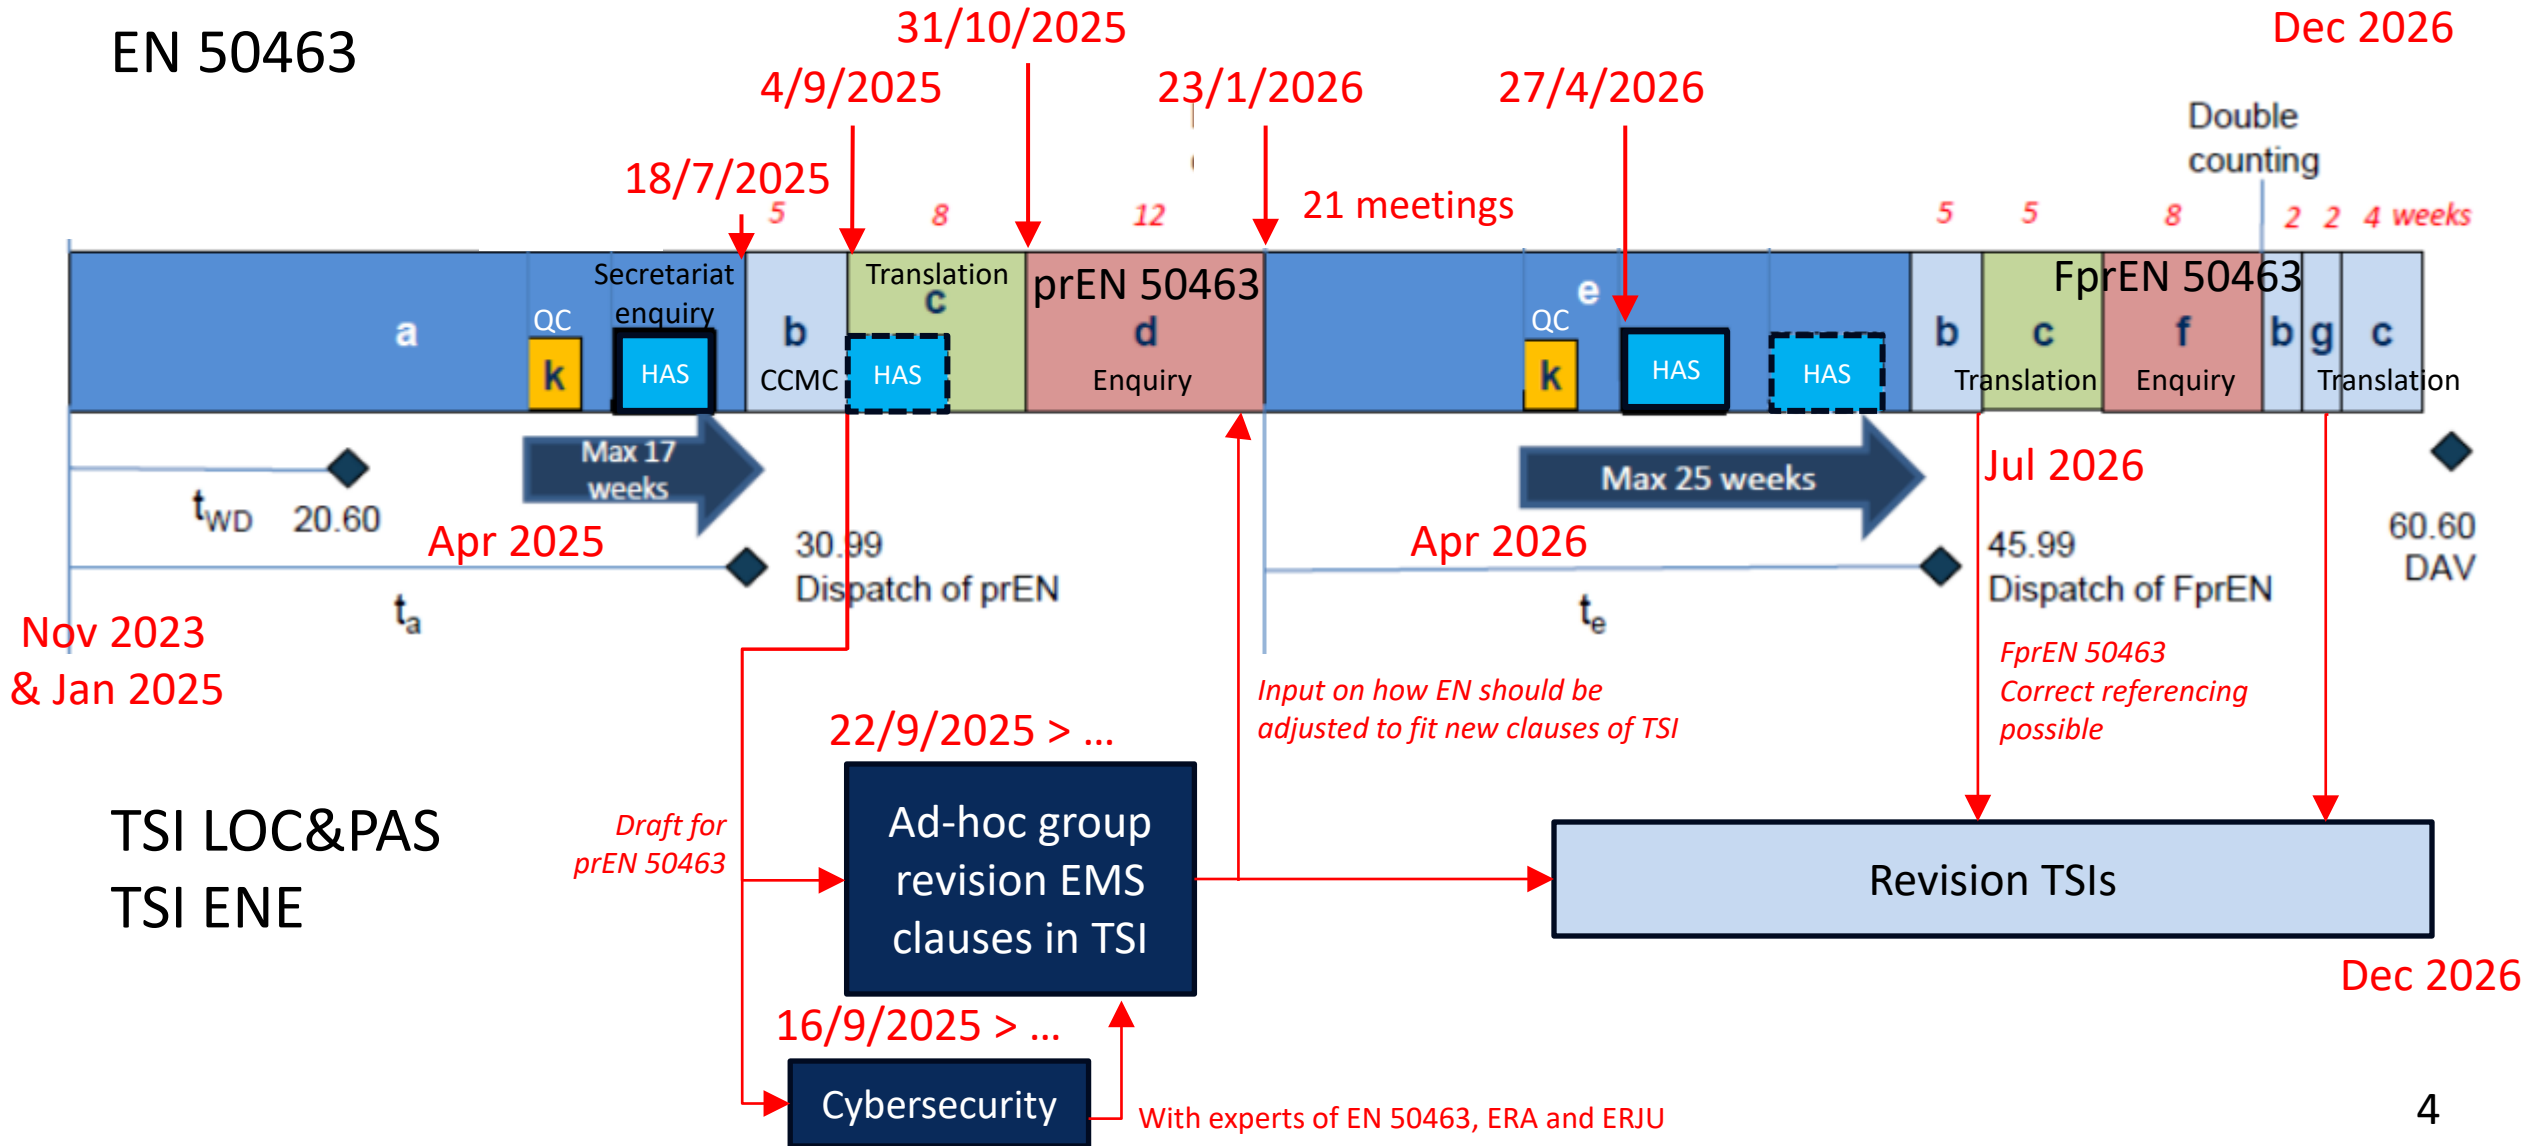 EN 50463
31/10/2025
Dec 2026
4/9/2025
23/1/2026
27/4/2026
Double
counting
18/7/2025
5
8
12
21 meetings
5
5
8
2
2
4 weeks
Secretariat
enquiry
Translation
prEN 50463
FprEN 50463
a
QC
k
HAS
b
CCMC
c
HAS
d
Enquiry
e
QC
k
HAS
HAS
b
c
Translation
f
Enquiry
b
g
c
Translation
Max 17
weeks
Max 25 weeks
Jul 2026
tWD
20.60
Apr 2025
30.99
Dispatch of prEN
Apr 2026
45.99
Dispatch of FprEN
60.60
DAV
ta
te
Nov 2023
& Jan 2025
FprEN 50463
Correct referencing
possible
Input on how EN should be
adjusted to fit new clauses of TSI
22/9/2025 > ...
TSI LOC&PAS
TSI ENE
Draft for
prEN 50463
Ad-hoc group
revision EMS
clauses in TSI
Revision TSIs
Dec 2026
16/9/2025 > ...
Cybersecurity
With experts of EN 50463, ERA and ERJU
4